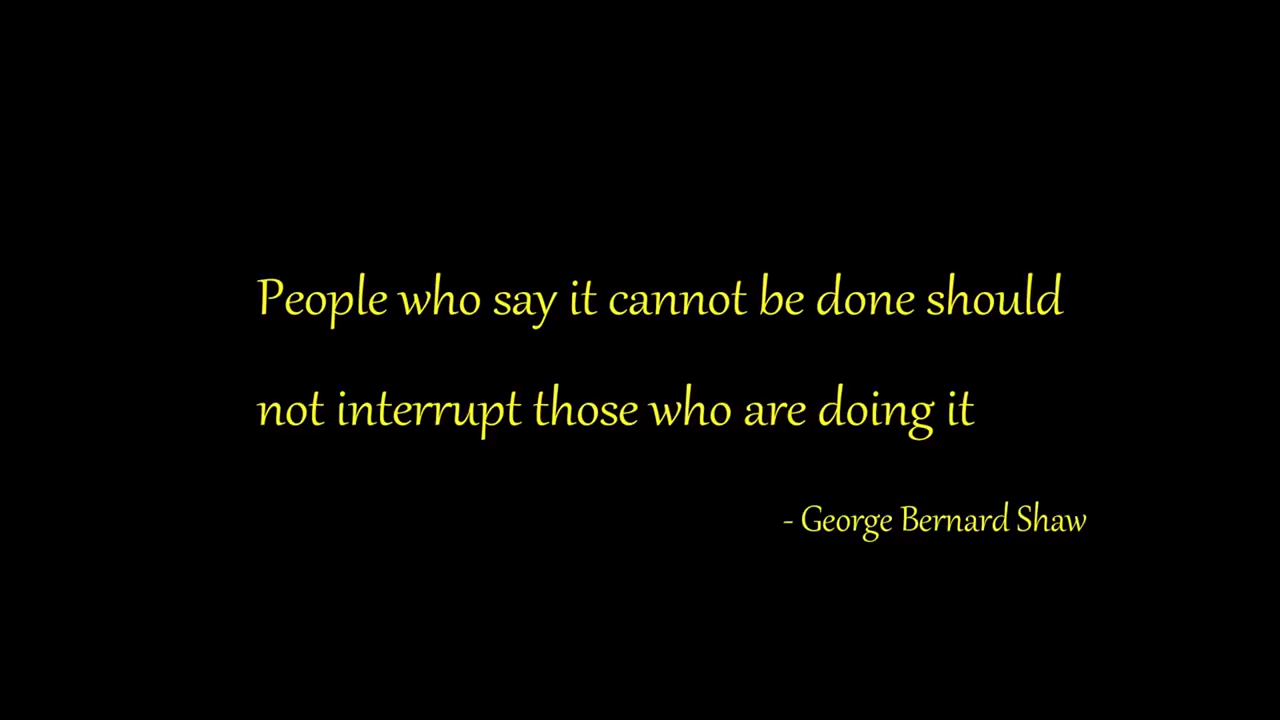 People who say it cannot be done should
not interrupt those who are doing it
- George Bernard Shaw